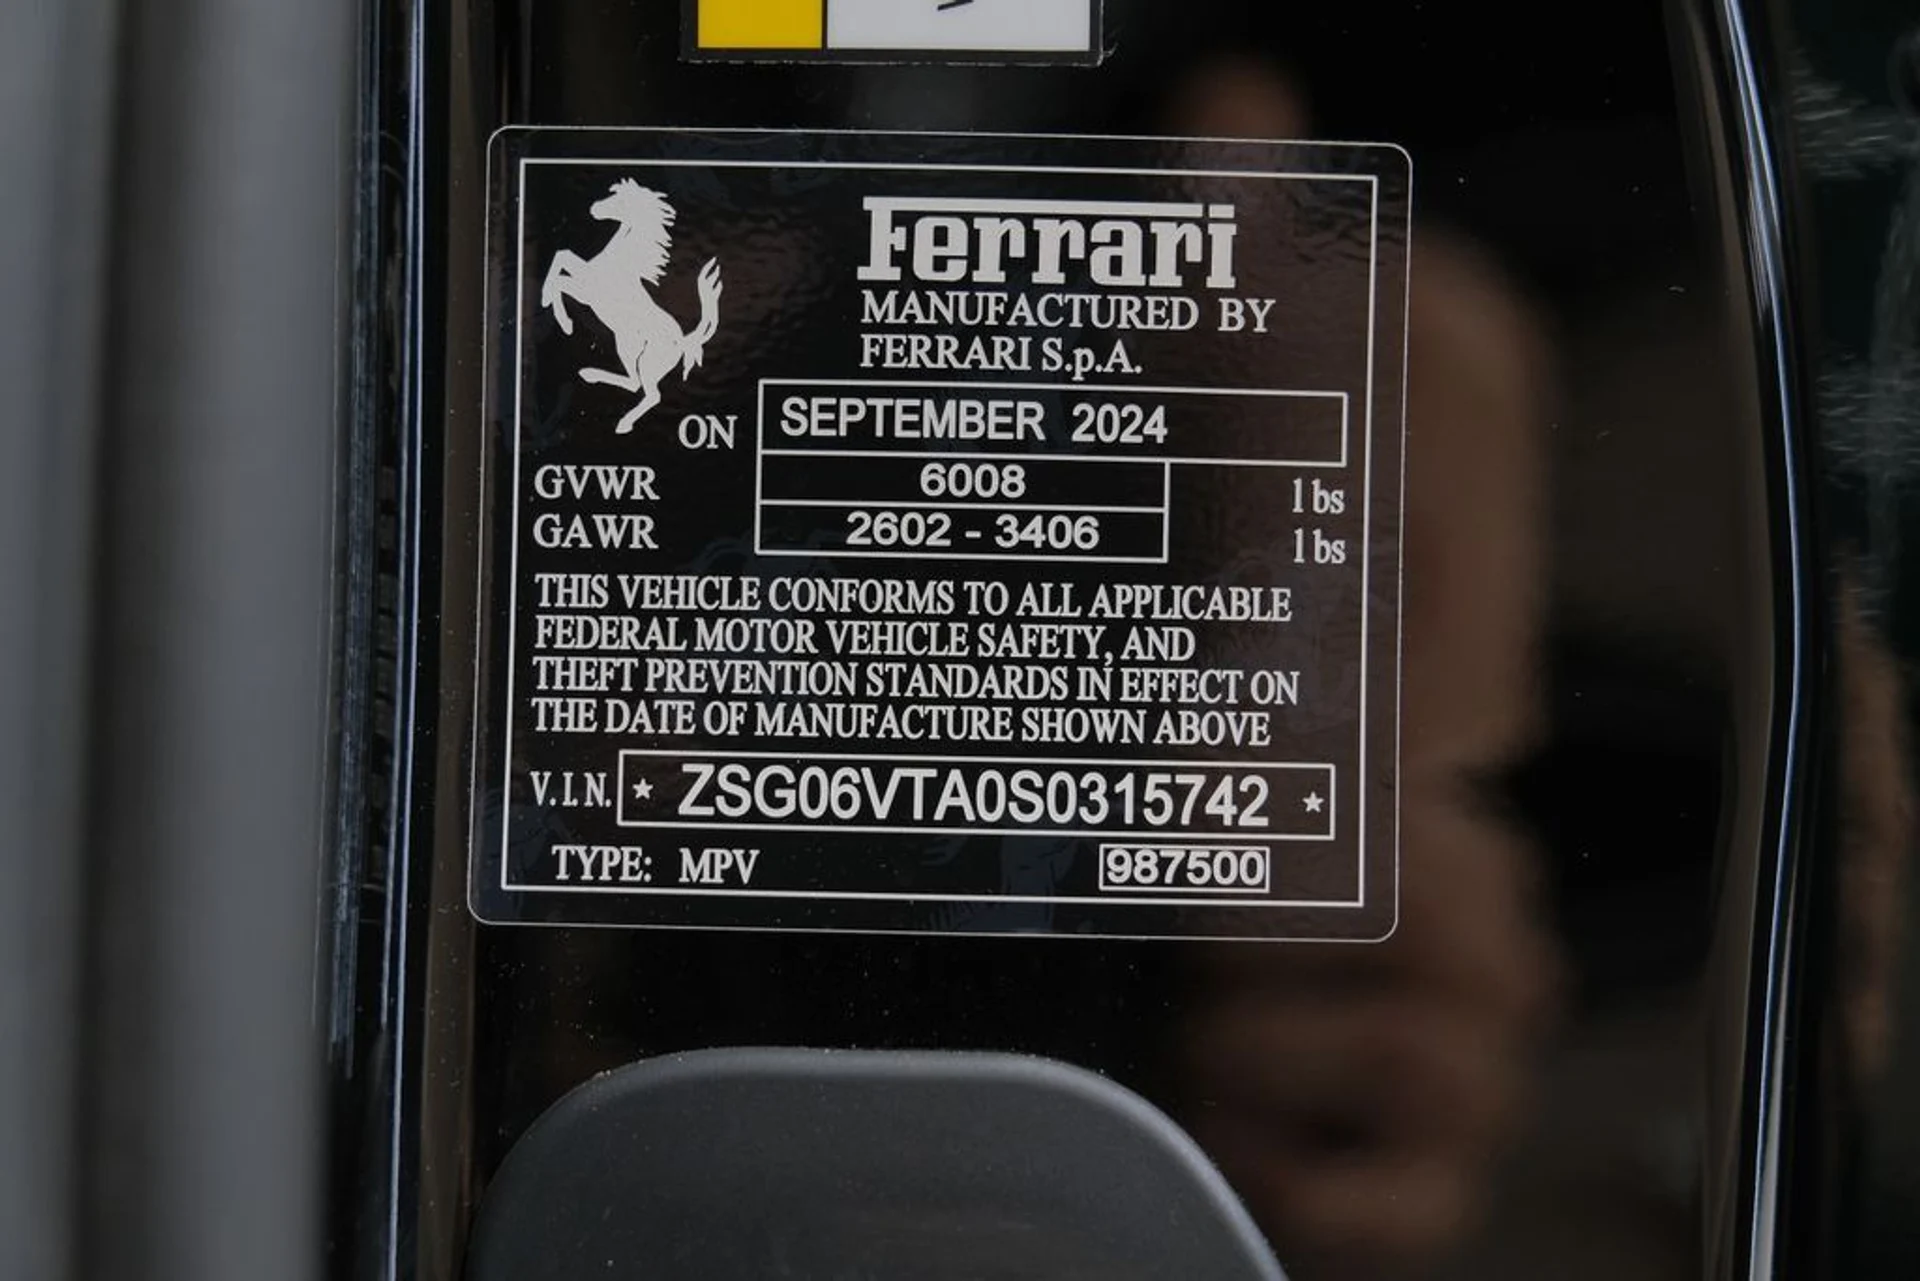 Ferrari
MANUFACTURED BY
FERRARI S.p.A.
ON SEPTEMBER 2024
GVWR 6008 lbs
GAWR 2602 - 3406 lbs
THIS VEHICLE CONFORMS TO ALL APPLICABLE
FEDERAL MOTOR VEHICLE SAFETY, AND
THEFT PREVENTION STANDARDS IN EFFECT ON
THE DATE OF MANUFACTURE SHOWN ABOVE
V.I.N. ★ ZSG06VTA0S0315742 ★
TYPE: MPV 987500